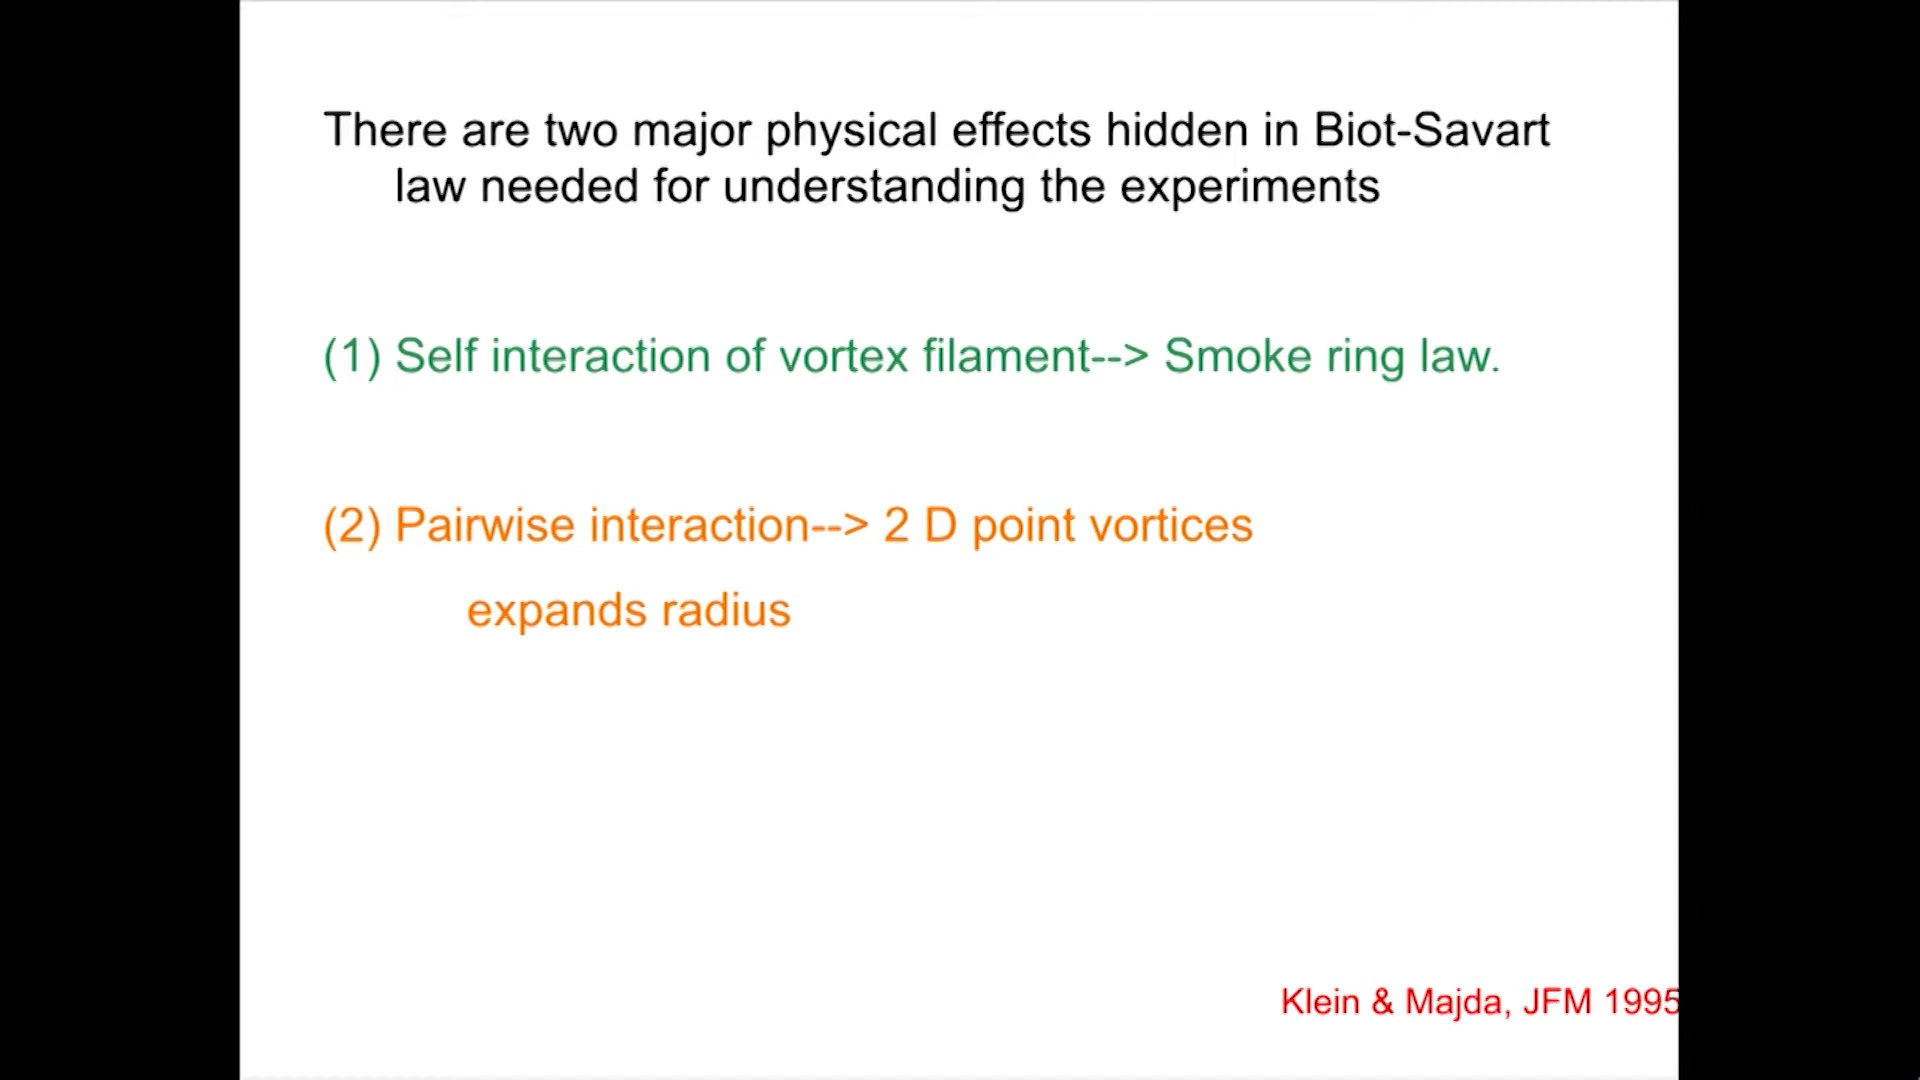 There are two major physical effects hidden in Biot-Savart
law needed for understanding the experiments
(1) Self interaction of vortex filament--> Smoke ring law.
(2) Pairwise interaction--> 2 D point vortices
expands radius
Klein & Majda, JFM 1995